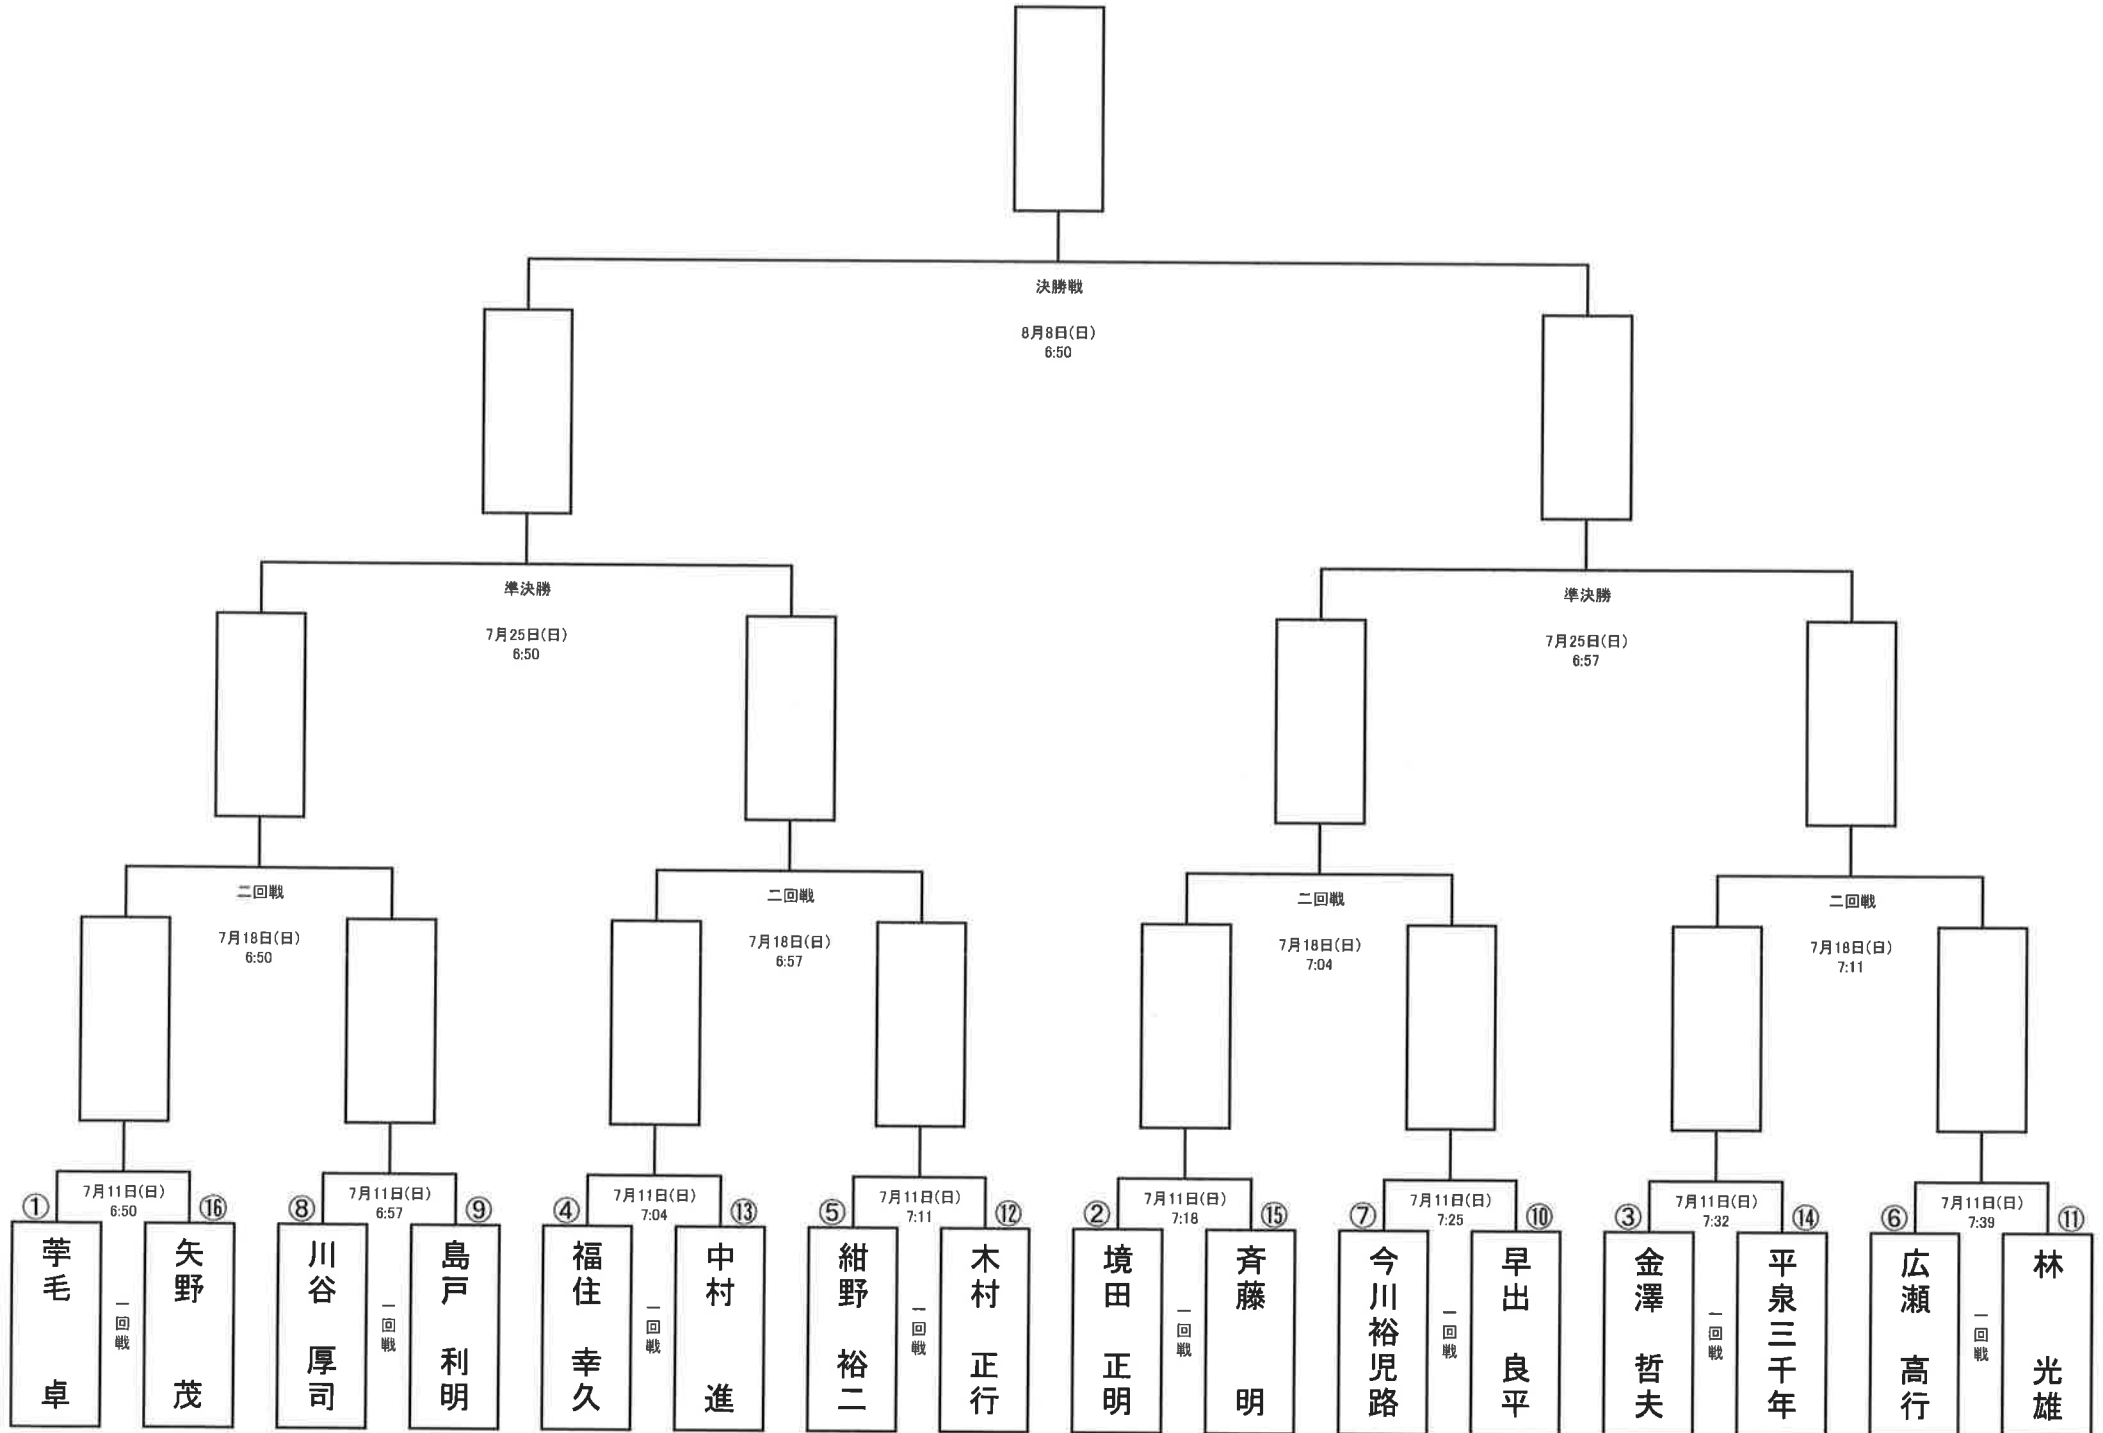 決勝戦
8月8日(日)
6:50
準決勝
7月25日(日)
6:50
準決勝
7月25日(日)
6:57
二回戦
7月18日(日)
6:50
二回戦
7月18日(日)
6:57
二回戦
7月18日(日)
7:04
二回戦
7月18日(日)
7:11
①
7月11日(日)
6:50
⑯
⑧
7月11日(日)
6:57
⑨
④
7月11日(日)
7:04
⑬
⑤
7月11日(日)
7:11
⑫
②
7月11日(日)
7:18
⑮
⑦
7月11日(日)
7:25
⑩
③
7月11日(日)
7:32
⑭
⑥
7月11日(日)
7:39
⑪
毛 卓
一回戦
矢野 茂
川谷 厚司
一回戦
島戸 利明
福住 幸久
一回戦
中村 進
紺野 裕二
一回戦
木村 正行
境田 正明
一回戦
斉藤 明
今川裕児路
一回戦
早出 良平
金澤 哲夫
一回戦
平泉三千年
広瀬 高行
一回戦
林 光雄